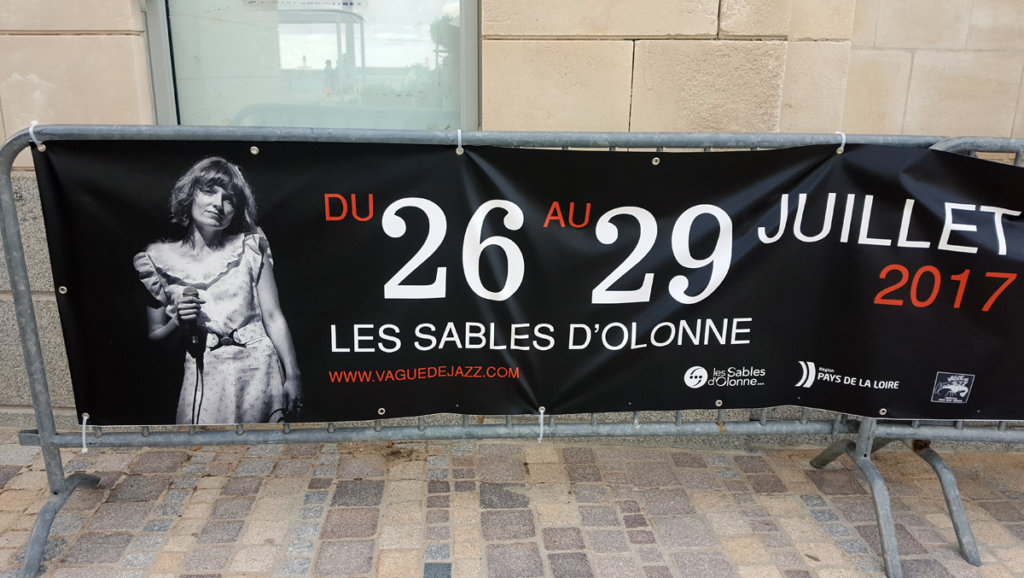 DU 26 AU 29 JUILLET
2017
LES SABLES D'OLONNE
WWW.VAGUEDEJAZZ.COM
les Sables
d'Olonne...
Région
PAYS DE LA LOIRE